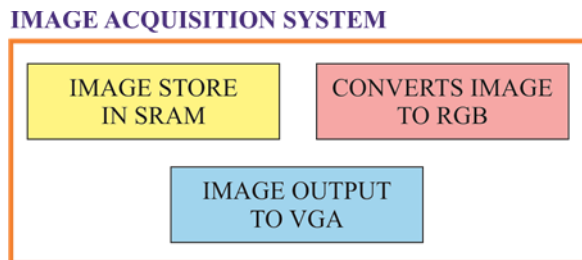 IMAGE ACQUISITION SYSTEM
IMAGE STORE
IN SRAM
CONVERTS IMAGE
TO RGB
IMAGE OUTPUT
TO VGA